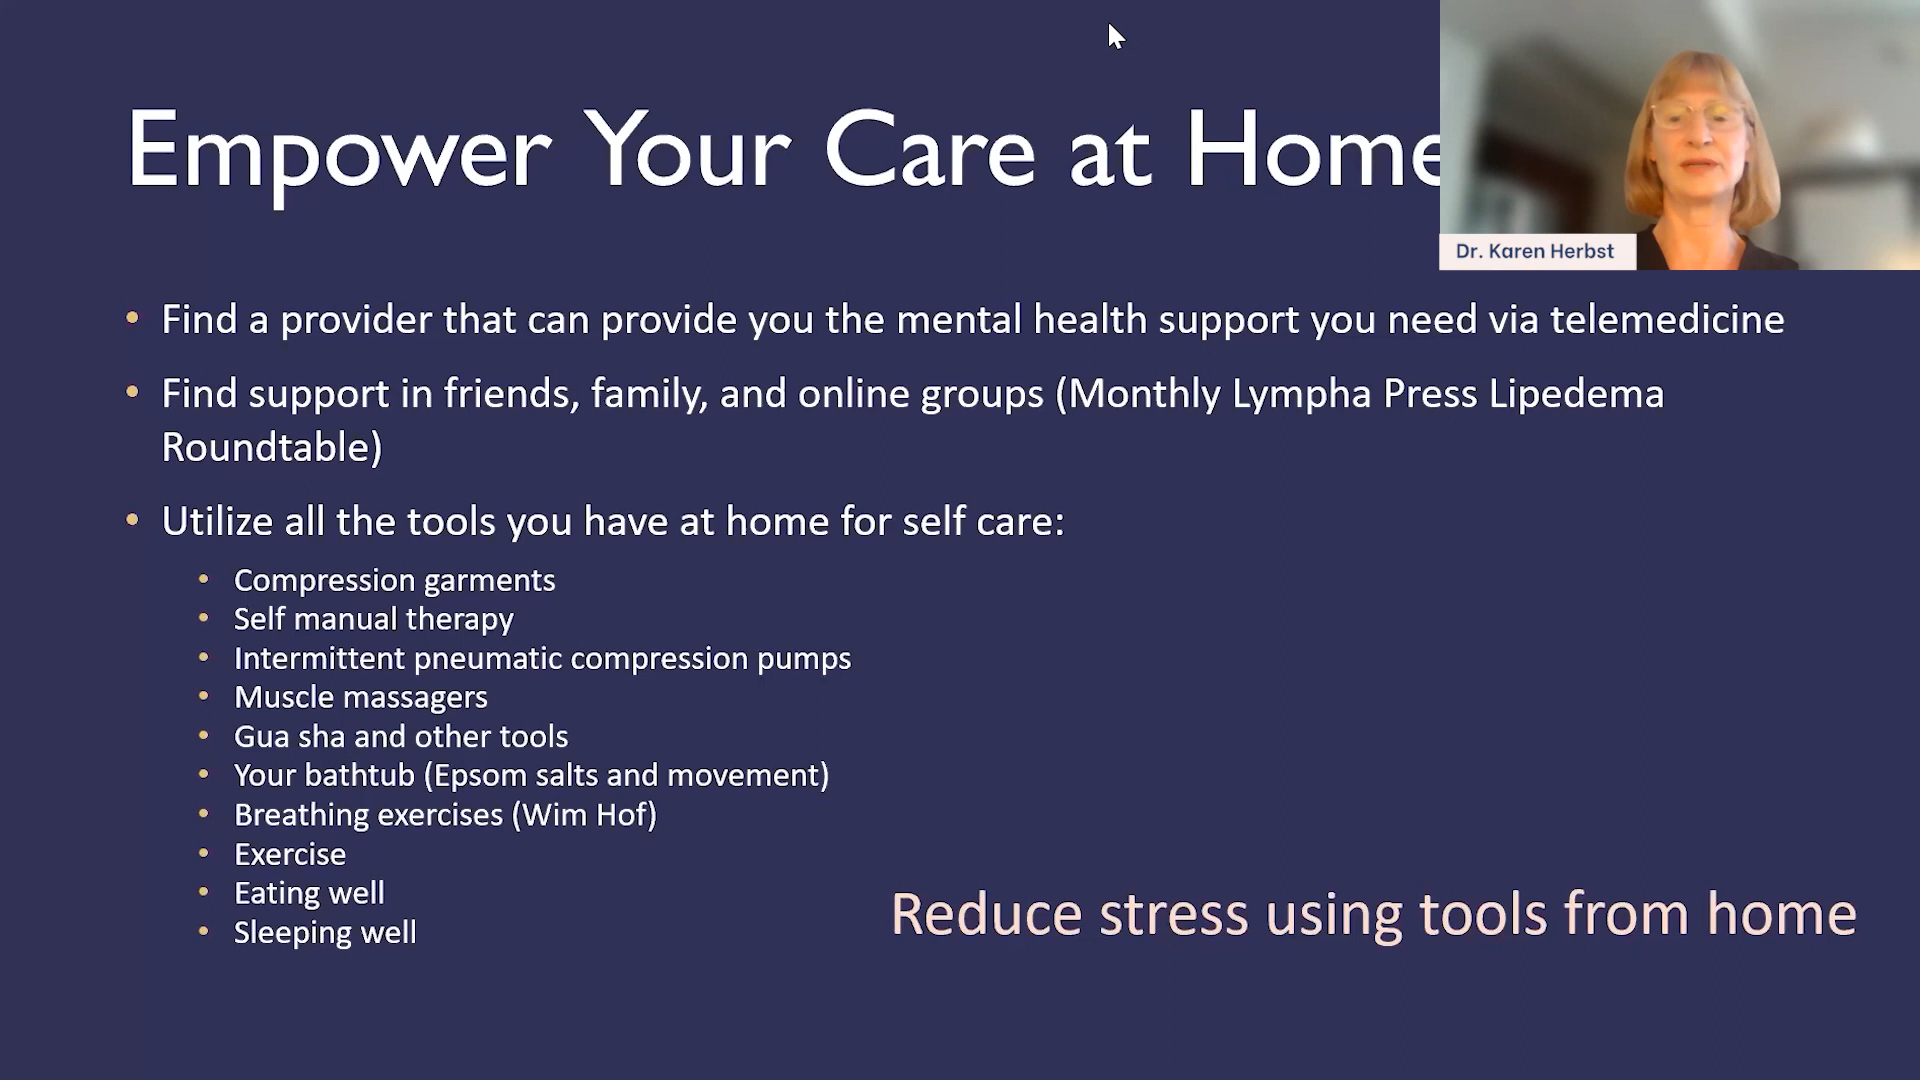 Empower Your Care at Home
Dr. Karen Herbst
• Find a provider that can provide you the mental health support you need via telemedicine
• Find support in friends, family, and online groups (Monthly Lympha Press Lipedema
Roundtable)
• Utilize all the tools you have at home for self care:
• Compression garments
• Self manual therapy
• Intermittent pneumatic compression pumps
• Muscle massagers
• Gua sha and other tools
• Your bathtub (Epsom salts and movement)
• Breathing exercises (Wim Hof)
• Exercise
• Eating well
• Sleeping well
Reduce stress using tools from home